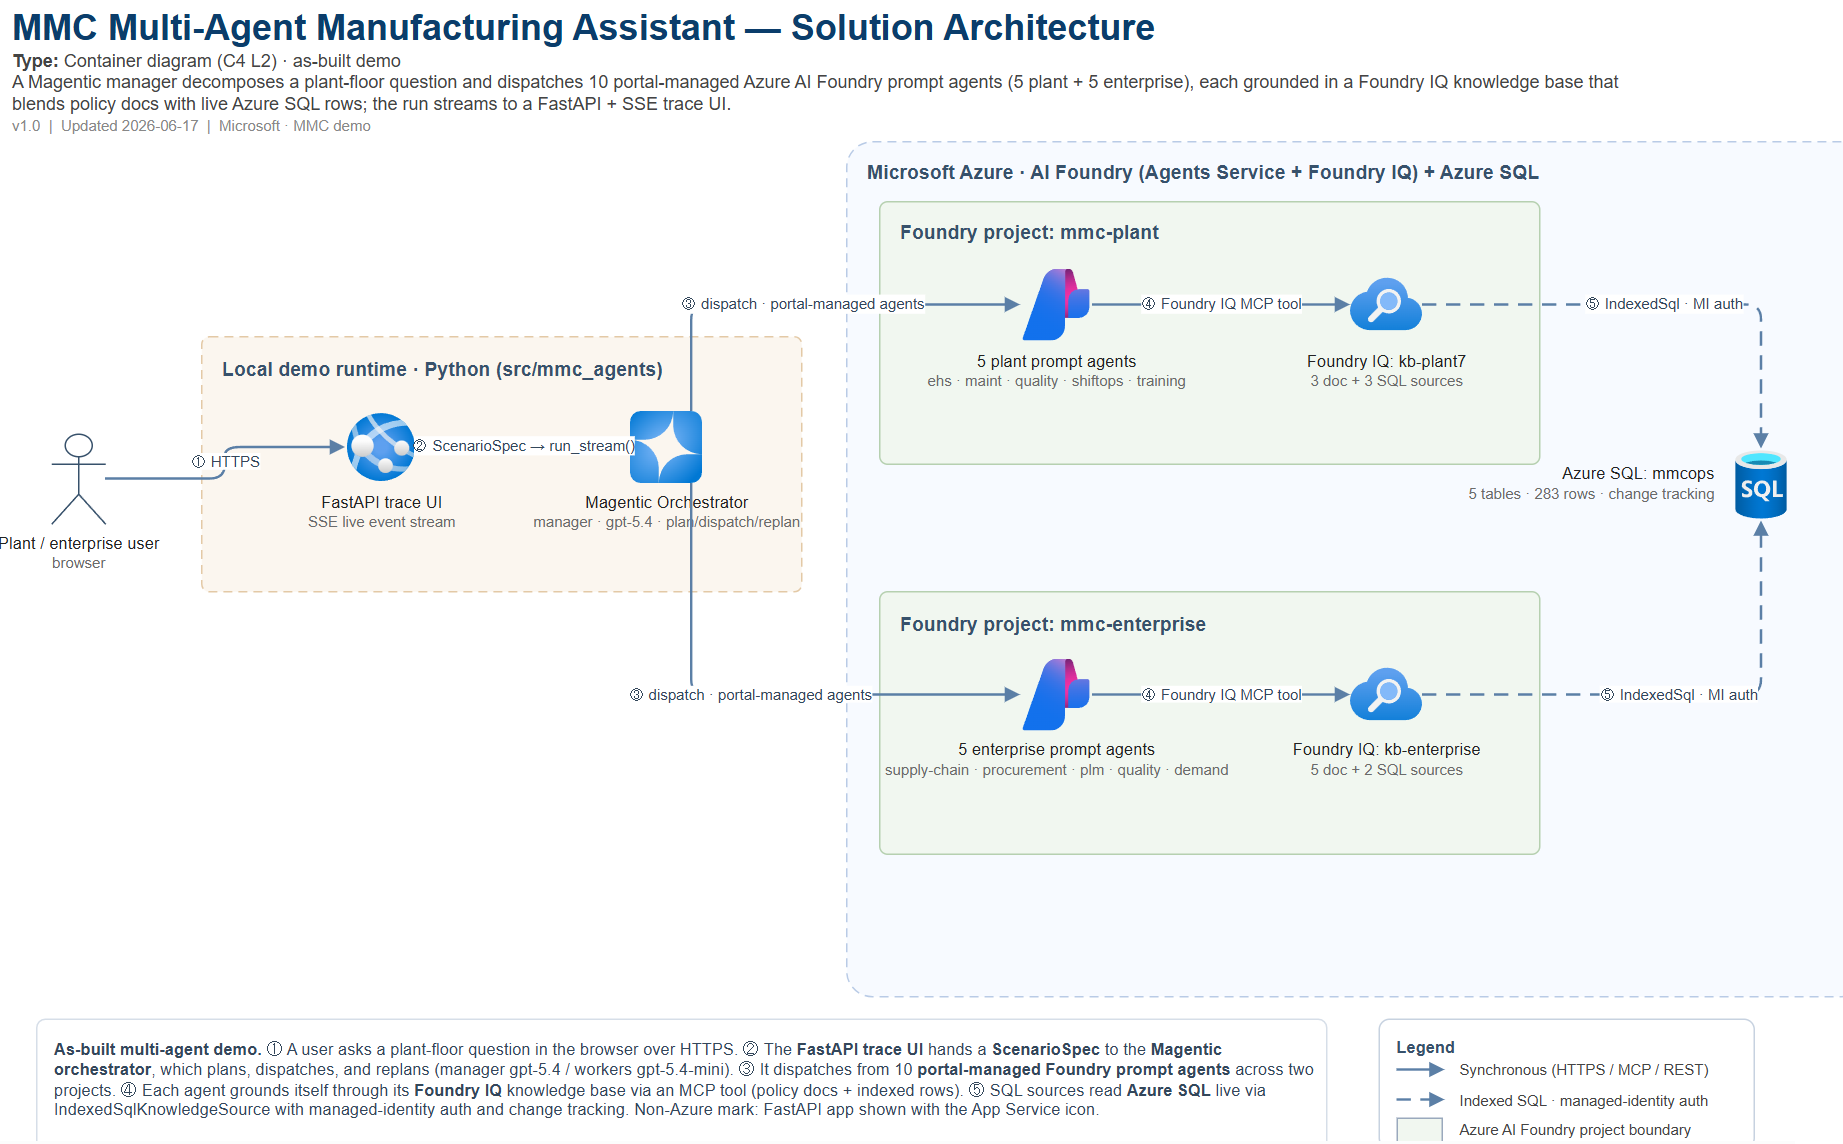 MMC Multi-Agent Manufacturing Assistant — Solution Architecture
Type: Container diagram (C4 L2) · as-built demo
A Magentic manager decomposes a plant-floor question and dispatches 10 portal-managed Azure AI Foundry prompt agents (5 plant + 5 enterprise), each grounded in a Foundry IQ knowledge base that
blends policy docs with live Azure SQL rows; the run streams to a FastAPI + SSE trace UI.
v1.0 | Updated 2026-06-17 | Microsoft · MMC demo
Microsoft Azure · AI Foundry (Agents Service + Foundry IQ) + Azure SQL
Foundry project: mmc-plant
③ dispatch · portal-managed agents
④ Foundry IQ MCP tool
⑤ IndexedSql · MI auth
5 plant prompt agents
ehs · maint · quality · shiftops · training
Foundry IQ: kb-plant7
3 doc + 3 SQL sources
Local demo runtime · Python (src/mmc_agents)
① HTTPS
② ScenarioSpec → run_stream()
Plant / enterprise user
browser
FastAPI trace UI
SSE live event stream
Magentic Orchestrator
manager · gpt-5.4 · plan/dispatch/replan
Azure SQL: mmcops
5 tables · 283 rows · change tracking
SQL
Foundry project: mmc-enterprise
③ dispatch · portal-managed agents
④ Foundry IQ MCP tool
⑤ IndexedSql · MI auth
5 enterprise prompt agents
supply-chain · procurement · plm · quality · demand
Foundry IQ: kb-enterprise
5 doc + 2 SQL sources
As-built multi-agent demo. ① A user asks a plant-floor question in the browser over HTTPS. ② The FastAPI trace UI hands a ScenarioSpec to the Magentic
orchestrator, which plans, dispatches, and replans (manager gpt-5.4 / workers gpt-5.4-mini). ③ It dispatches from 10 portal-managed Foundry prompt agents across two
projects. ④ Each agent grounds itself through its Foundry IQ knowledge base via an MCP tool (policy docs + indexed rows). ⑤ SQL sources read Azure SQL live via
IndexedSqlKnowledgeSource with managed-identity auth and change tracking. Non-Azure mark: FastAPI app shown with the App Service icon.
Legend
Synchronous (HTTPS / MCP / REST)
Indexed SQL · managed-identity auth
Azure AI Foundry project boundary